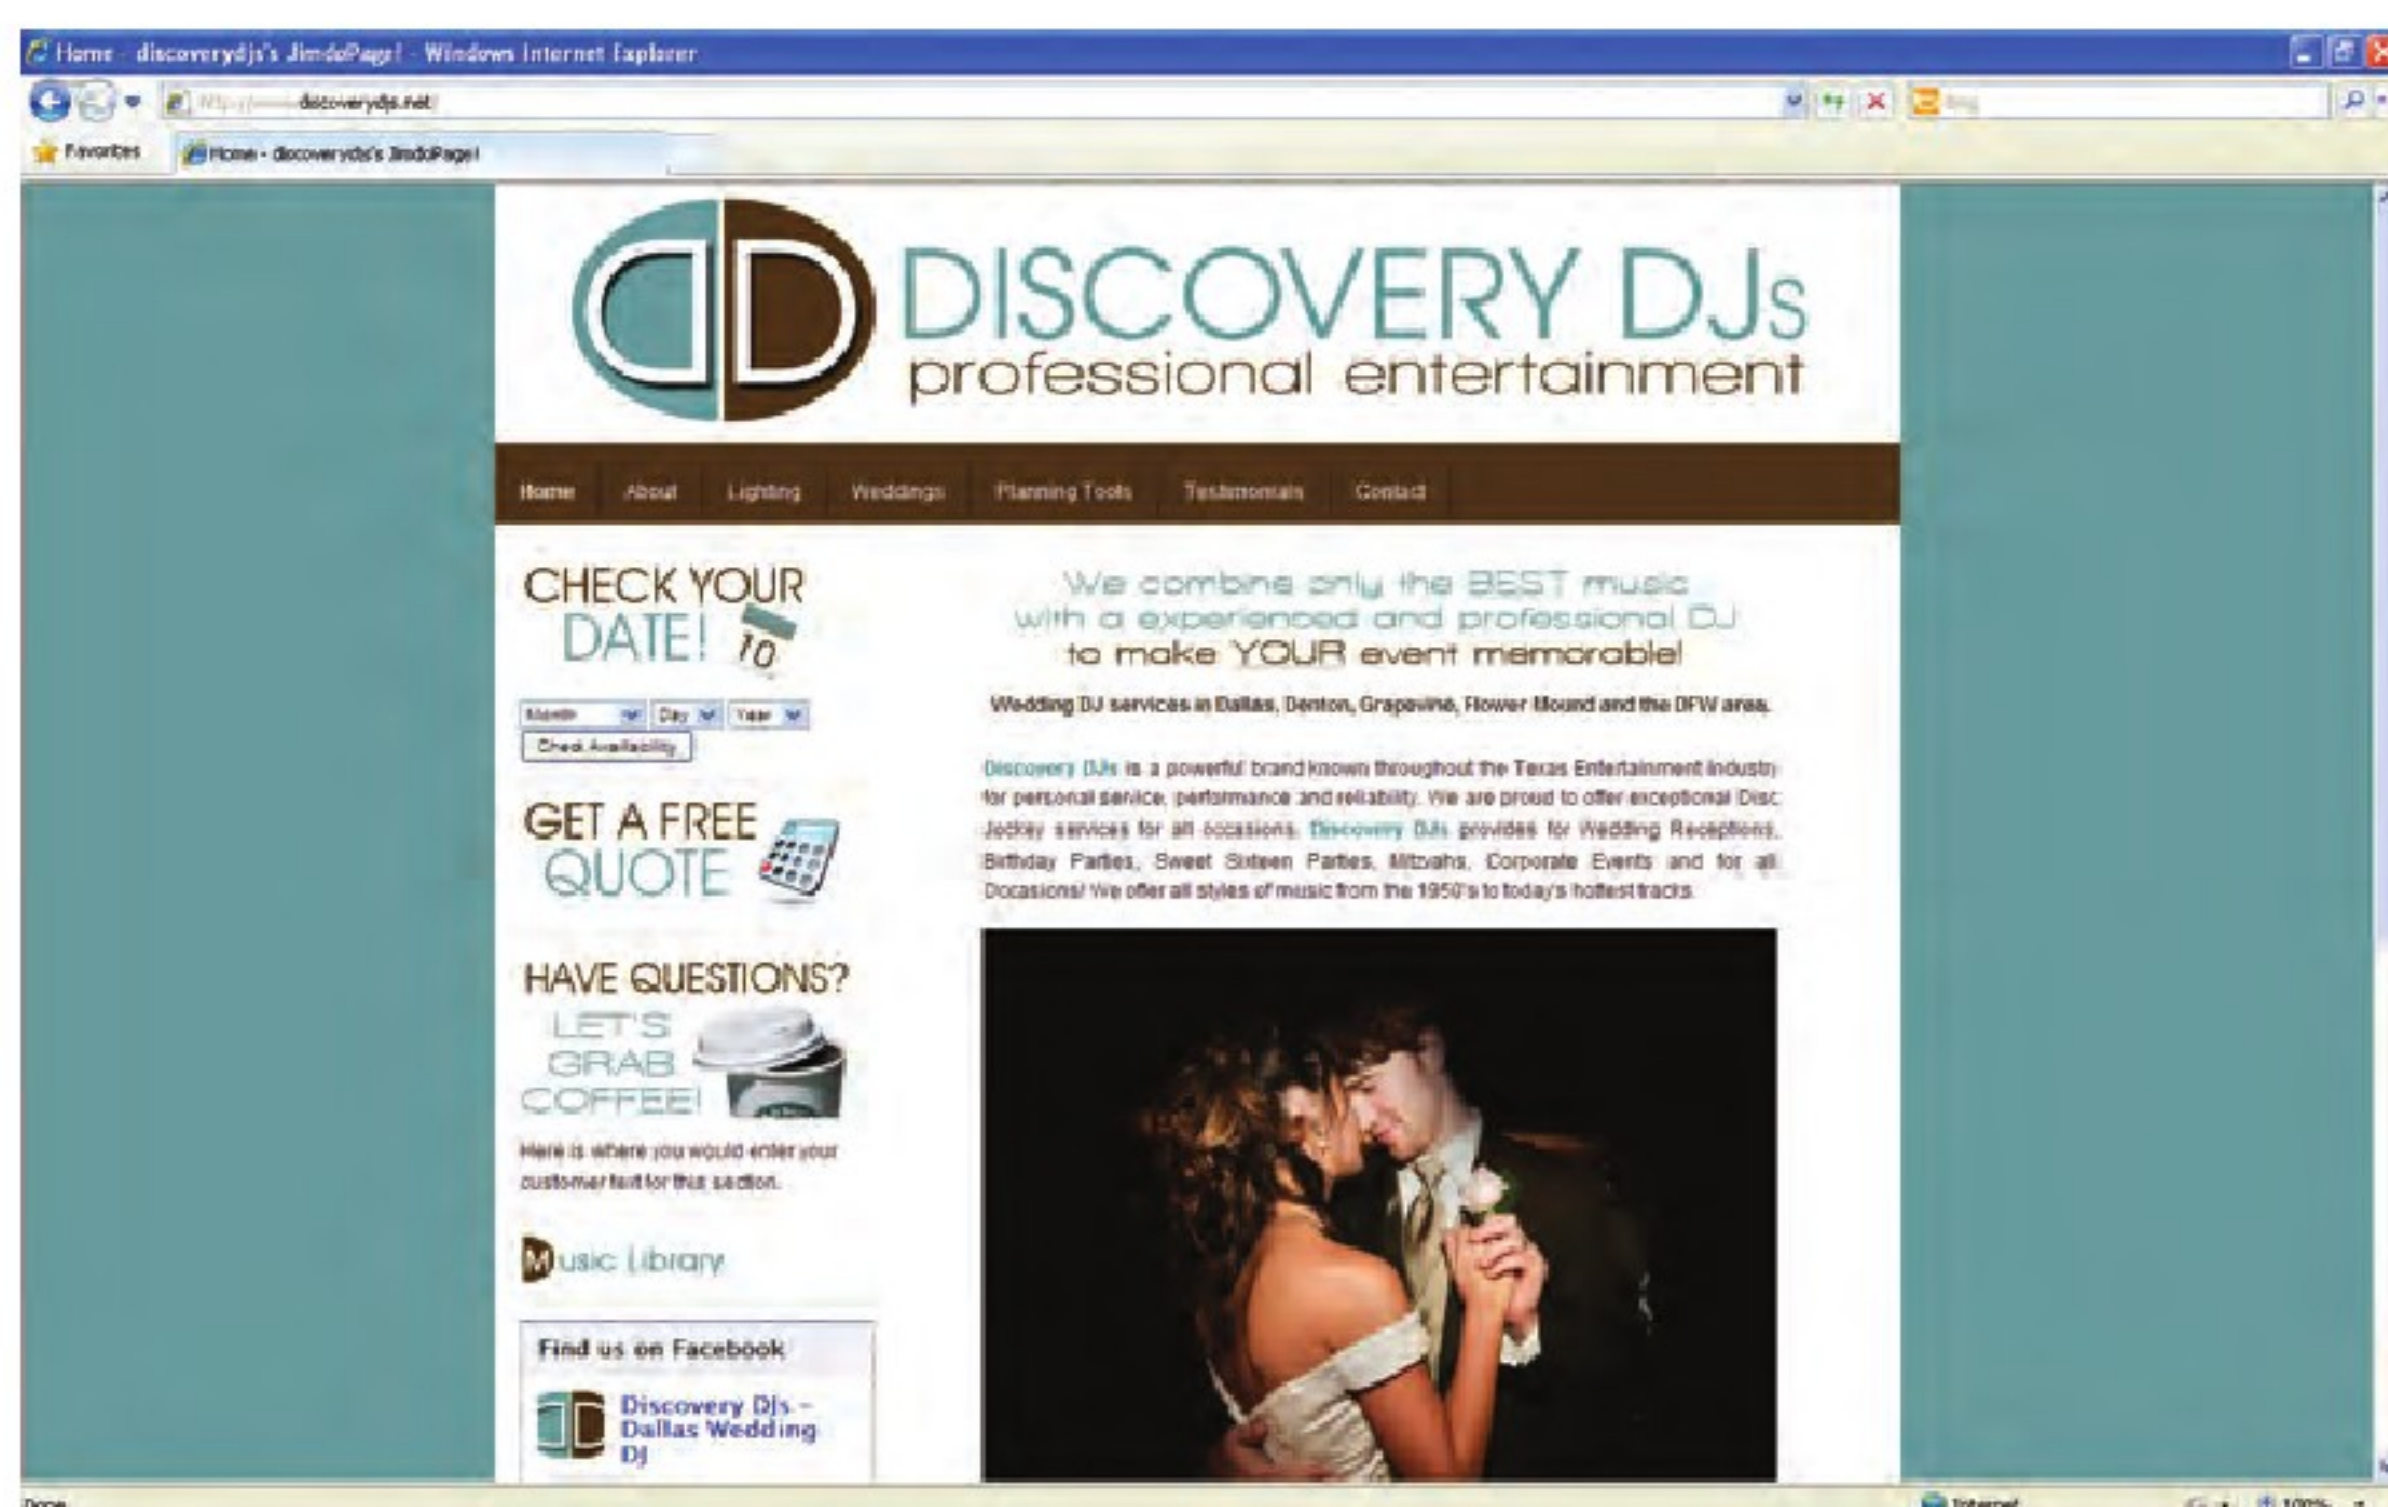 Home - discoverydjs's JimdoPage! - Windows Internet Explorer
discoverydjs.net/
Favorites
Home - discoverydjs's JimdoPage!
DISCOVERY DJs
professional entertainment
Home About Lighting Weddings Planning Tools Testimonials Contact
CHECK YOUR
DATE!
10
Month Day Year
Check Availability
GET A FREE
QUOTE
HAVE QUESTIONS?
LET'S
GRAB
COFFEE!
Here is where you would enter your
customer text for this section.
Music Library
Find us on Facebook
Discovery DJs -
Dallas Wedding
DJ
We combine only the BEST music
with a experienced and professional DJ
to make YOUR event memorable!
Wedding DJ services in Dallas, Denton, Grapevine, Flower Mound and the DFW area.
Discovery DJs is a powerful brand known throughout the Texas Entertainment Industry
for personal service, performance and reliability. We are proud to offer exceptional Disc
Jockey services for all occasions. Discovery DJs provides for Wedding Receptions,
Birthday Parties, Sweet Sixteen Parties, Mitzvahs, Corporate Events and for all
Occasions! We offer all styles of music from the 1950's to today's hottest tracks.
Done
Internet
100%